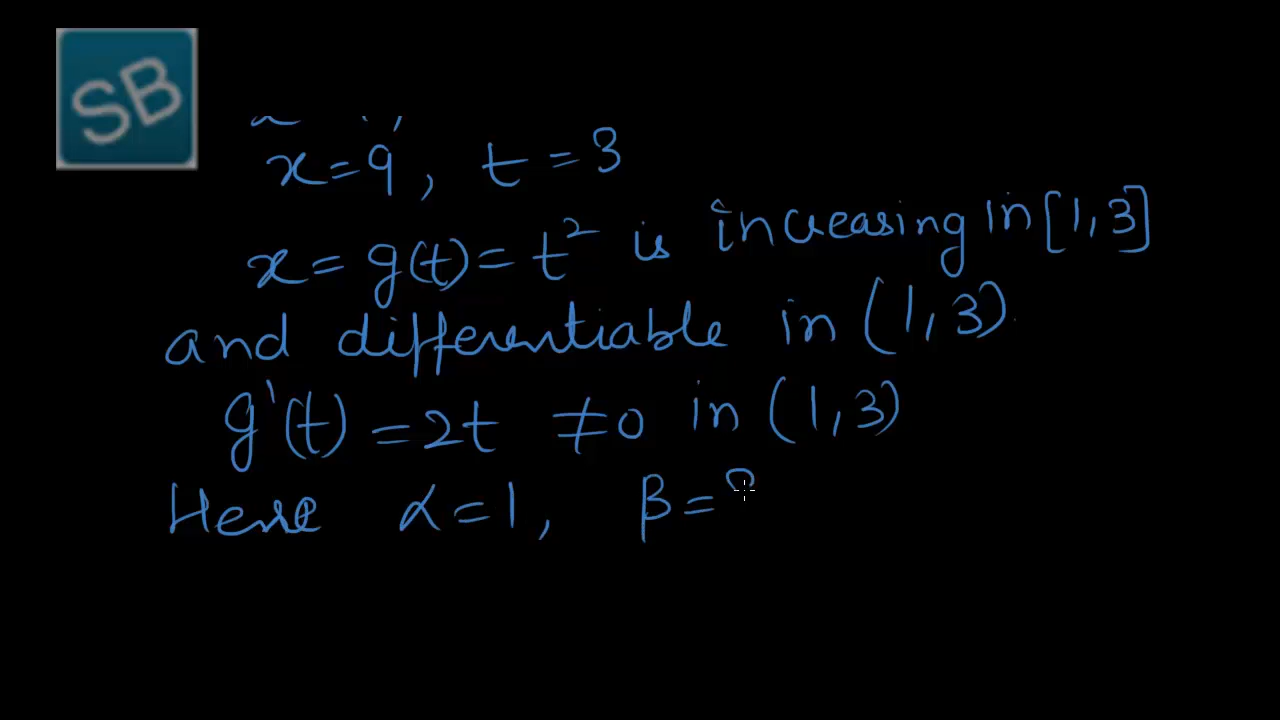 SB
x=9, t=3
x=g(t)=t² is increasing in [1,3]
and differentiable in (1,3)
g'(t)=2t ≠0 in (1,3)
Here α=1, β=